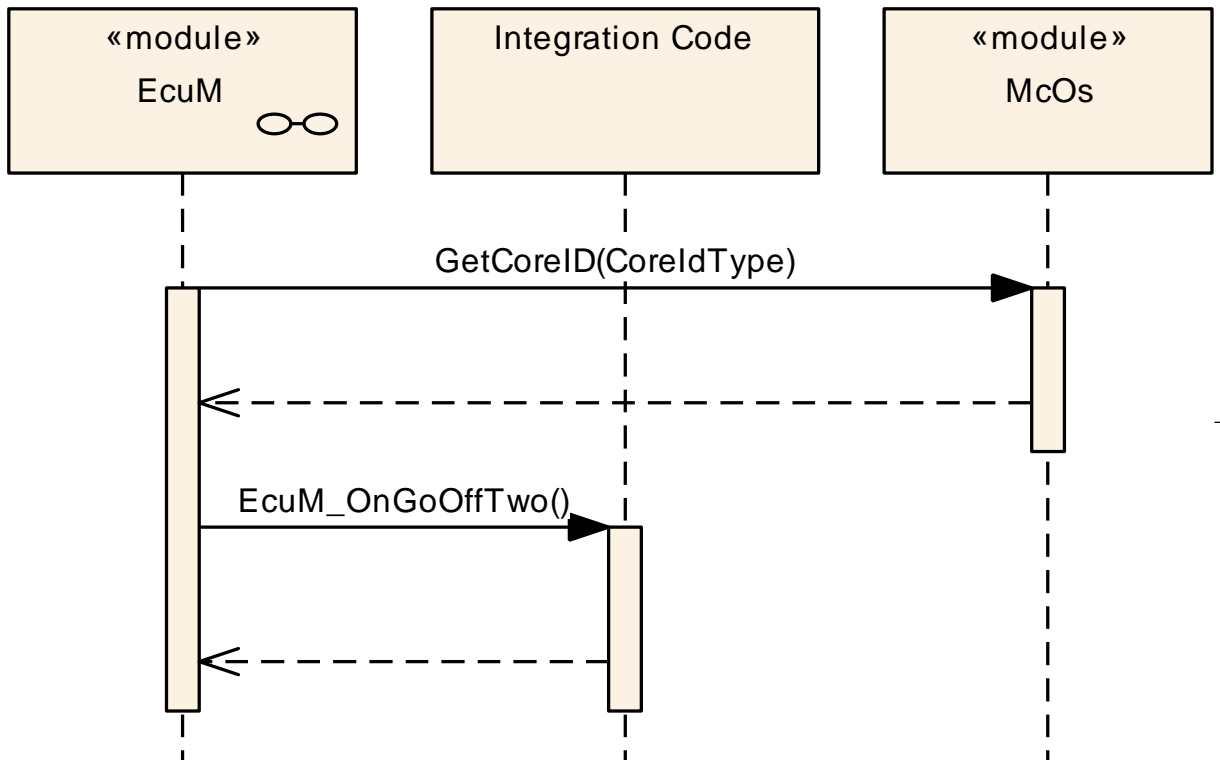 «module»
EcuM
Integration Code
«module»
McOs
GetCoreID(CoreIdType)
EcuM_OnGoOffTwo()